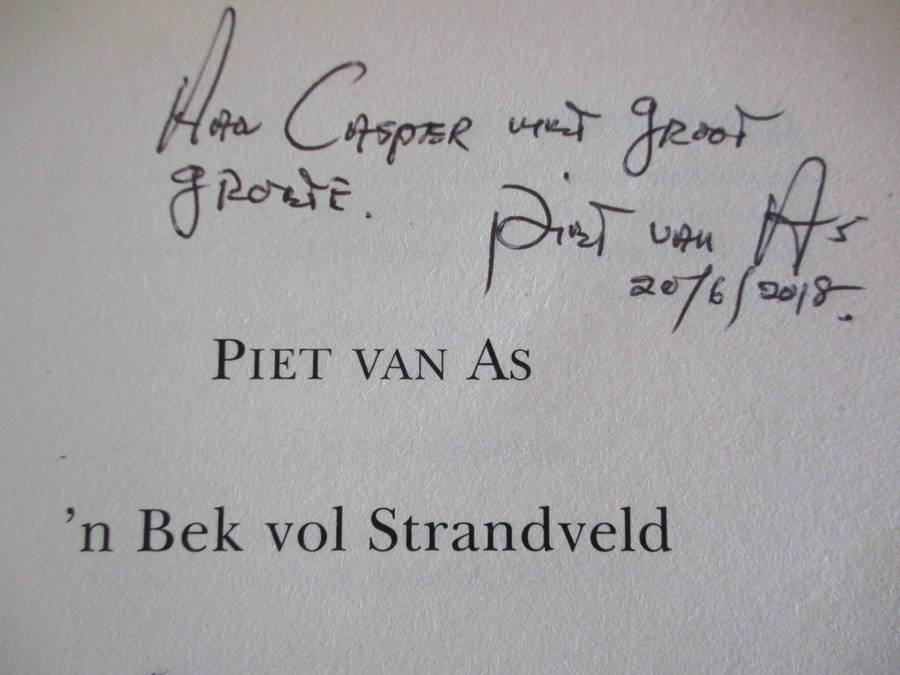 Aan Casper met groot
groete.
Piet van As
20/6/2018.
PIET VAN AS
’n Bek vol Strandveld